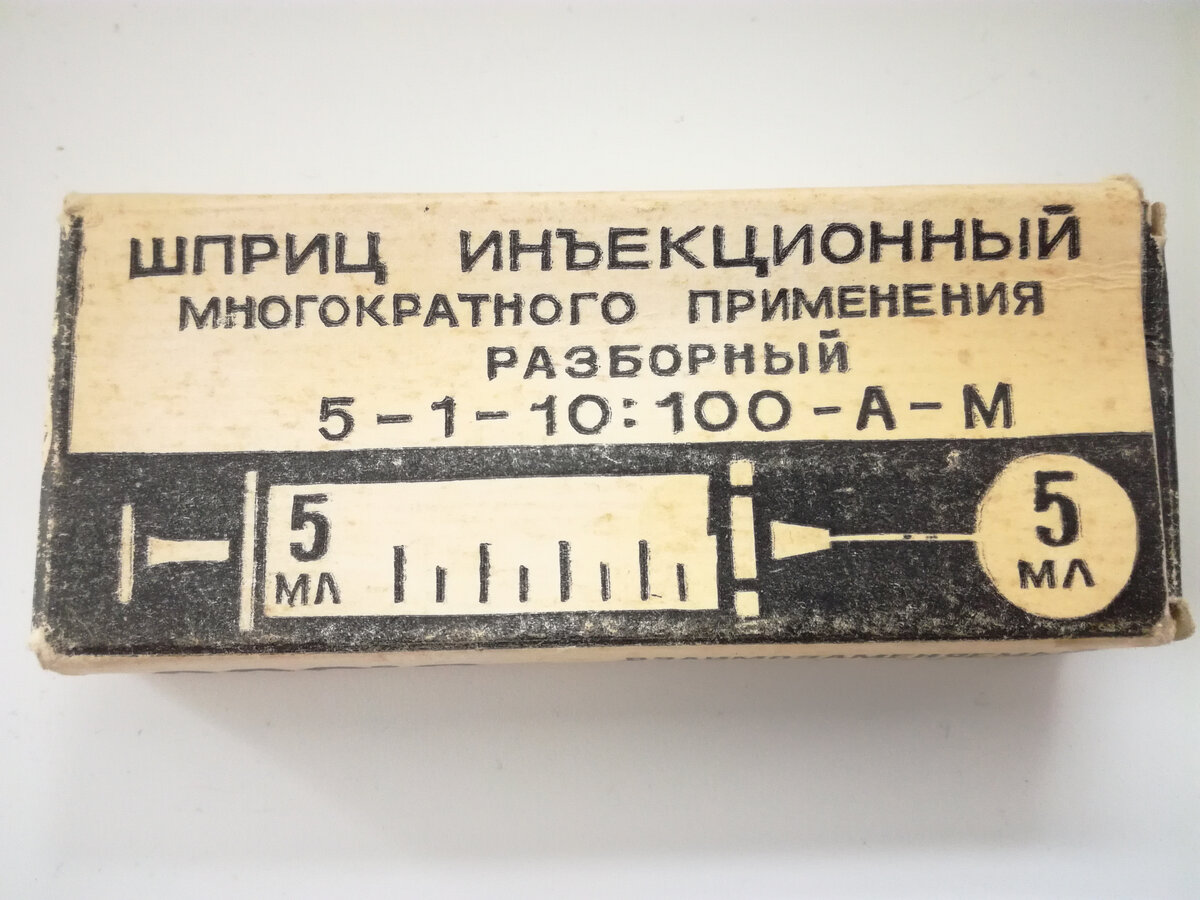 ШПРИЦ ИНЪЕКЦИОННЫЙ
МНОГОКРАТНОГО ПРИМЕНЕНИЯ
РАЗБОРНЫЙ
5-1-10:100-А-М
5
МЛ
5
МЛ